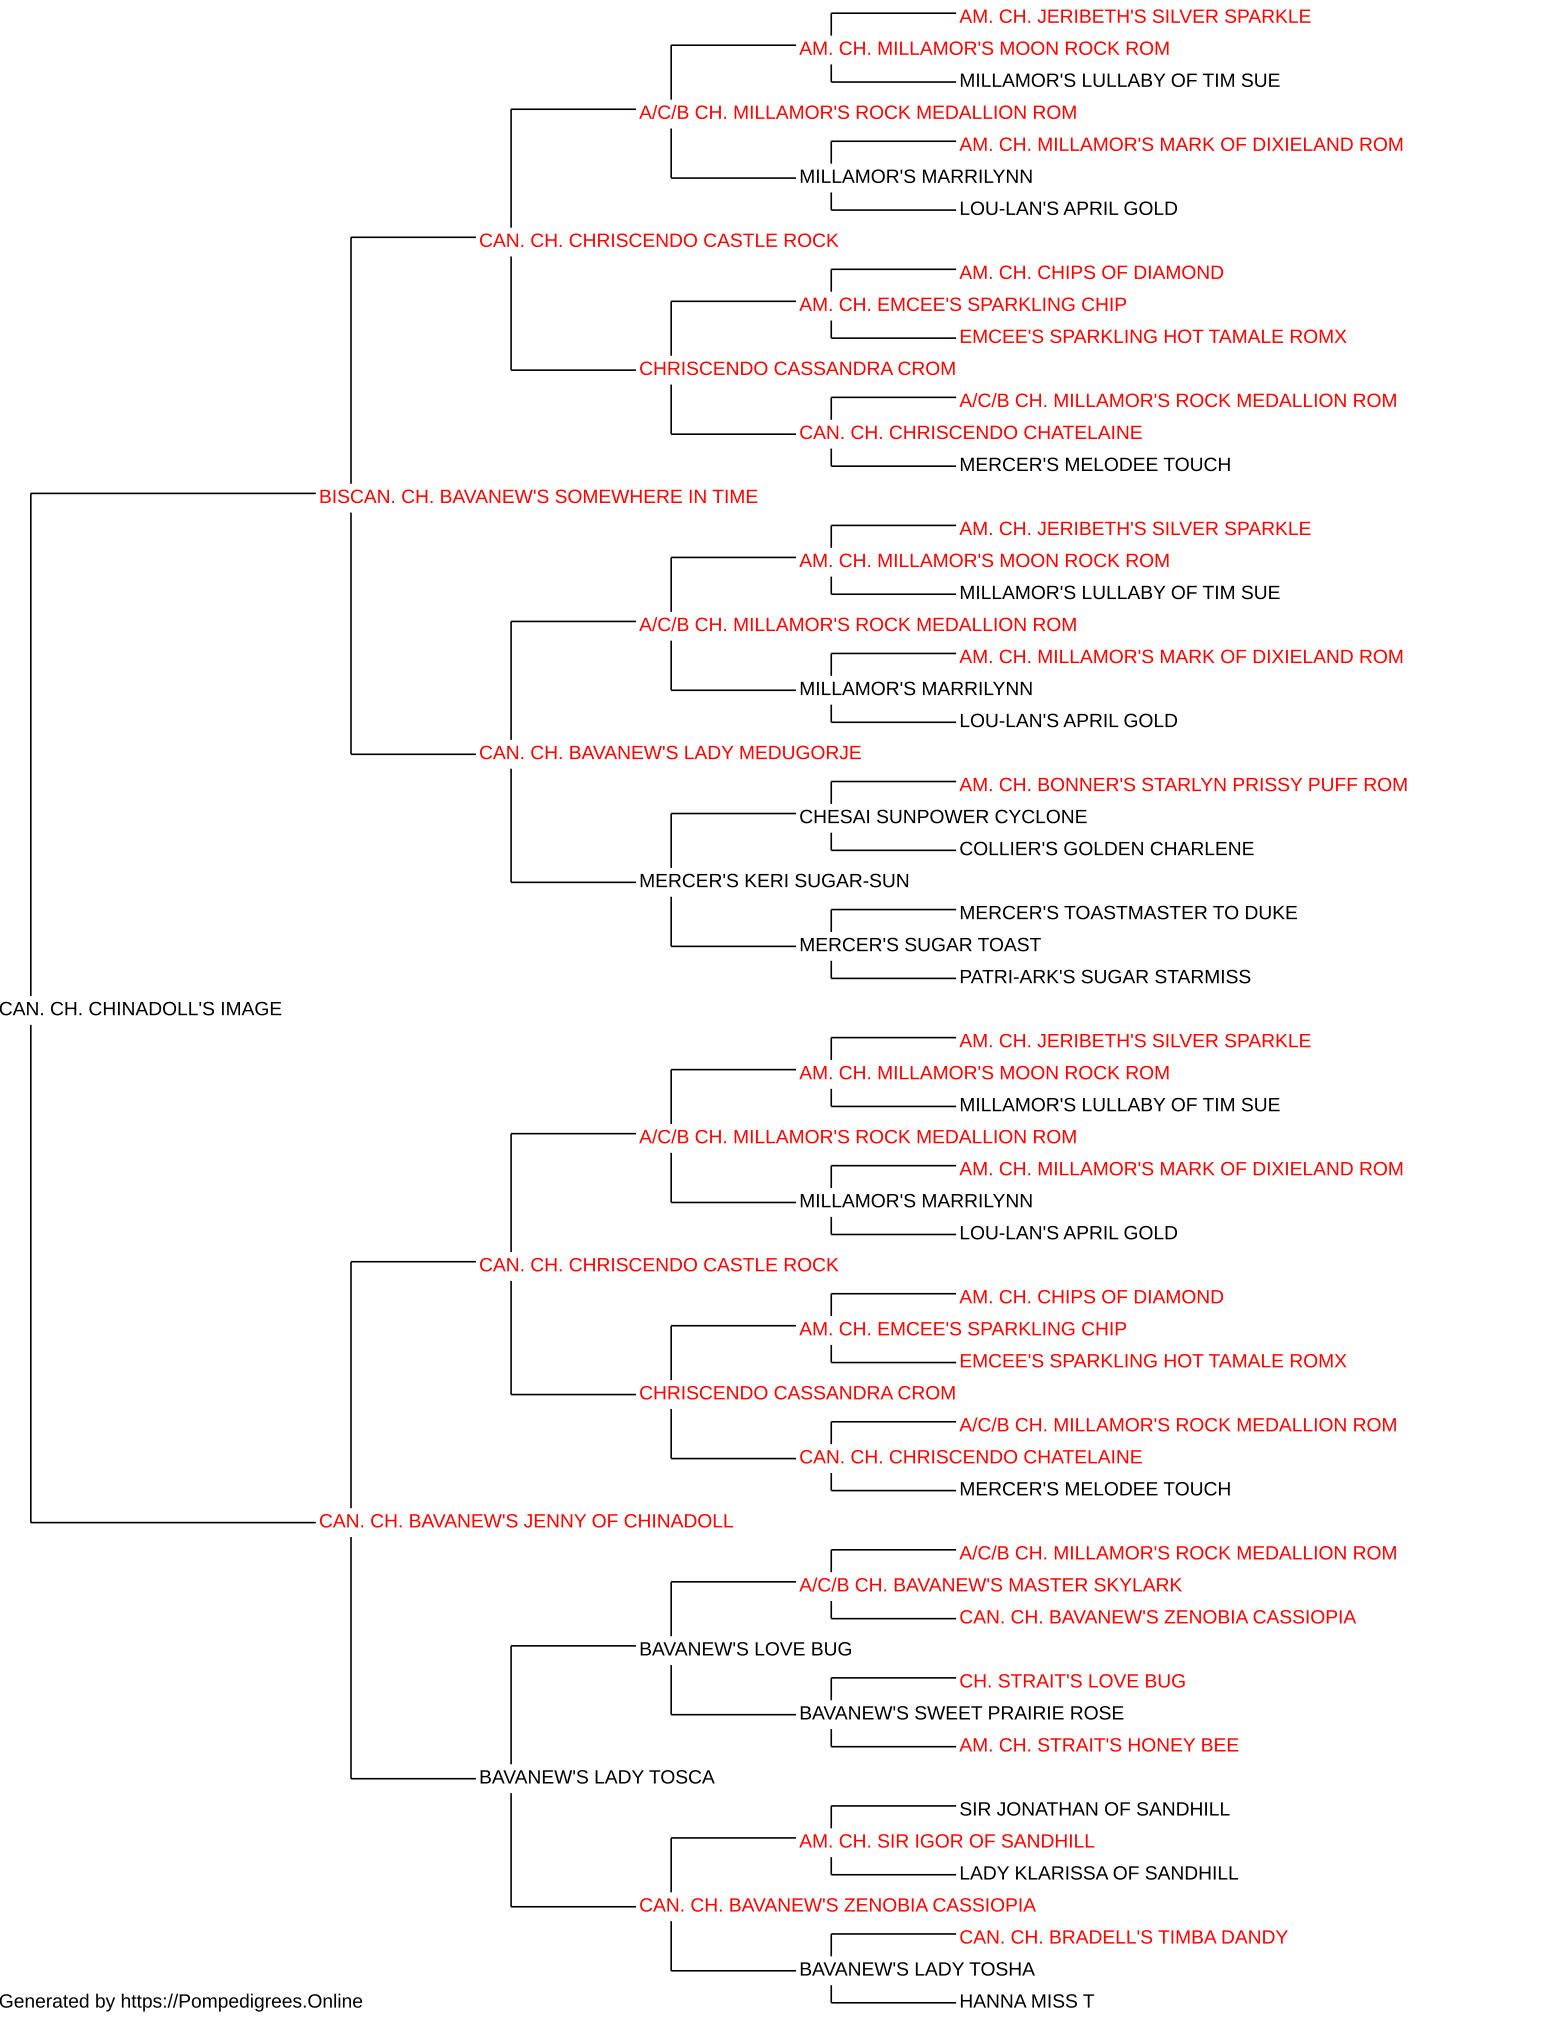 AM. CH. JERIBETH'S SILVER SPARKLE
AM. CH. MILLAMOR'S MOON ROCK ROM
MILLAMOR'S LULLABY OF TIM SUE
A/C/B CH. MILLAMOR'S ROCK MEDALLION ROM
AM. CH. MILLAMOR'S MARK OF DIXIELAND ROM
MILLAMOR'S MARRILYNN
LOU-LAN'S APRIL GOLD
CAN. CH. CHRISCENDO CASTLE ROCK
AM. CH. CHIPS OF DIAMOND
AM. CH. EMCEE'S SPARKLING CHIP
EMCEE'S SPARKLING HOT TAMALE ROMX
CHRISCENDO CASSANDRA CROM
A/C/B CH. MILLAMOR'S ROCK MEDALLION ROM
CAN. CH. CHRISCENDO CHATELAINE
MERCER'S MELODEE TOUCH
BISCAN. CH. BAVANEW'S SOMEWHERE IN TIME
AM. CH. JERIBETH'S SILVER SPARKLE
AM. CH. MILLAMOR'S MOON ROCK ROM
MILLAMOR'S LULLABY OF TIM SUE
A/C/B CH. MILLAMOR'S ROCK MEDALLION ROM
AM. CH. MILLAMOR'S MARK OF DIXIELAND ROM
MILLAMOR'S MARRILYNN
LOU-LAN'S APRIL GOLD
CAN. CH. BAVANEW'S LADY MEDUGORJE
AM. CH. BONNER'S STARLYN PRISSY PUFF ROM
CHESAI SUNPOWER CYCLONE
COLLIER'S GOLDEN CHARLENE
MERCER'S KERI SUGAR-SUN
MERCER'S TOASTMASTER TO DUKE
MERCER'S SUGAR TOAST
PATRI-ARK'S SUGAR STARMISS
CAN. CH. CHINADOLL'S IMAGE
AM. CH. JERIBETH'S SILVER SPARKLE
AM. CH. MILLAMOR'S MOON ROCK ROM
MILLAMOR'S LULLABY OF TIM SUE
A/C/B CH. MILLAMOR'S ROCK MEDALLION ROM
AM. CH. MILLAMOR'S MARK OF DIXIELAND ROM
MILLAMOR'S MARRILYNN
LOU-LAN'S APRIL GOLD
CAN. CH. CHRISCENDO CASTLE ROCK
AM. CH. CHIPS OF DIAMOND
AM. CH. EMCEE'S SPARKLING CHIP
EMCEE'S SPARKLING HOT TAMALE ROMX
CHRISCENDO CASSANDRA CROM
A/C/B CH. MILLAMOR'S ROCK MEDALLION ROM
CAN. CH. CHRISCENDO CHATELAINE
MERCER'S MELODEE TOUCH
CAN. CH. BAVANEW'S JENNY OF CHINADOLL
A/C/B CH. MILLAMOR'S ROCK MEDALLION ROM
A/C/B CH. BAVANEW'S MASTER SKYLARK
CAN. CH. BAVANEW'S ZENOBIA CASSIOPIA
BAVANEW'S LOVE BUG
CH. STRAIT'S LOVE BUG
BAVANEW'S SWEET PRAIRIE ROSE
AM. CH. STRAIT'S HONEY BEE
BAVANEW'S LADY TOSCA
SIR JONATHAN OF SANDHILL
AM. CH. SIR IGOR OF SANDHILL
LADY KLARISSA OF SANDHILL
CAN. CH. BAVANEW'S ZENOBIA CASSIOPIA
CAN. CH. BRADELL'S TIMBA DANDY
BAVANEW'S LADY TOSHA
HANNA MISS T
Generated by https://Pompedigrees.Online